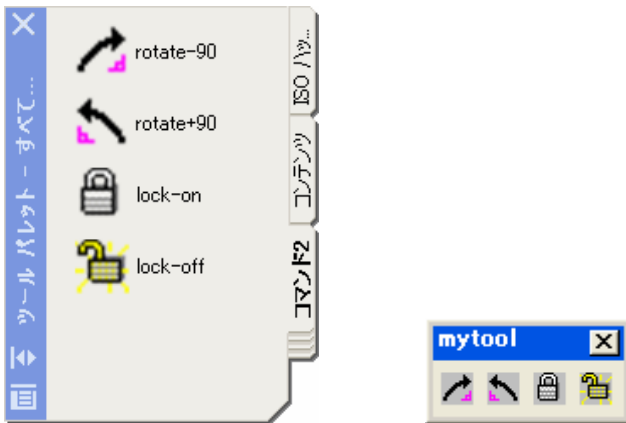 ツール パレット - すべて...
rotate-90
rotate+90
lock-on
lock-off
ISO ハッ...
コンテンツ
コマンド2
mytool